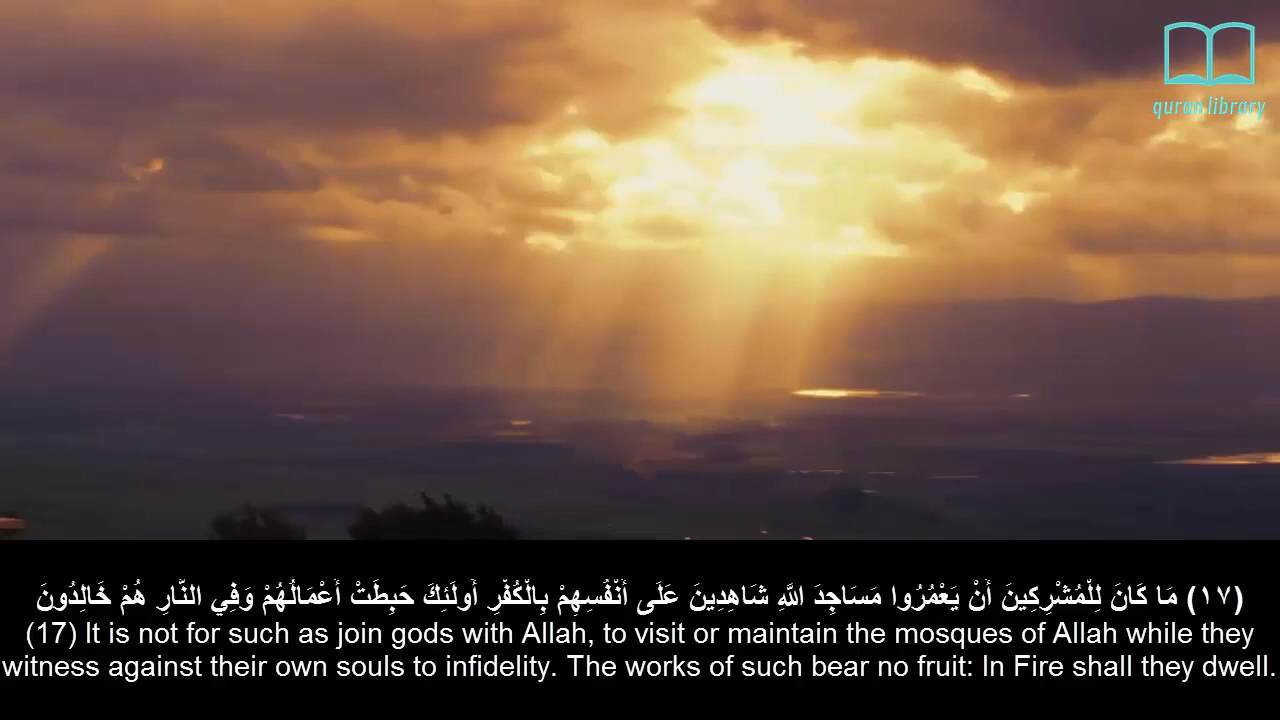 quran library
(١٧) مَا كَانَ لِلْمُشْرِكِينَ أَنْ يَعْمُرُوا مَسَاجِدَ اللَّهِ شَاهِدِينَ عَلَى أَنْفُسِهِمْ بِالْكُفْرِ أُولَئِكَ حَبِطَتْ أَعْمَالُهُمْ وَفِي النَّارِ هُمْ خَالِدُونَ
(17) It is not for such as join gods with Allah, to visit or maintain the mosques of Allah while they
witness against their own souls to infidelity. The works of such bear no fruit: In Fire shall they dwell.